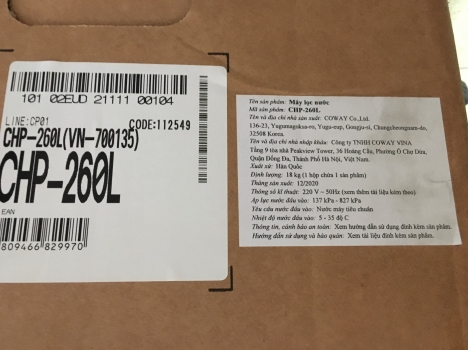 101 02EUD 21111 00104
LINE:CP01
CODE:112549
CHP-260L(VN-700135)
CHP-260L
EAN
809466 829970
Tên sản phẩm: Máy lọc nước
Mã sản phẩm: CHP-260L
Tên và địa chỉ nhà sản xuất: COWAY Co.,Ltd.
136-23, Yugumagoksa-ro, Yugu-eup, Gongju-si, Chungcheongnam-do,
32508 Korea.
Tên và địa chỉ nhà nhập khẩu: Công ty TNHH COWAY VINA
Tầng 9 tòa nhà Peakview Tower, 36 Hoàng Cầu, Phường Ô Chợ Dừa,
Quận Đống Đa, Thành Phố Hà Nội, Việt Nam.
Xuất xứ: Hàn Quốc
Định lượng: 18 kg (1 hộp chứa 1 sản phẩm)
Tháng sản xuất: 12/2020
Thông số kĩ thuật: 220 V ~ 50Hz (xem thêm tài liệu kèm theo)
Áp lực nước đầu vào: 137 kPa - 827 kPa
Yêu cầu nước đầu vào: Nước máy tiêu chuẩn
Nhiệt độ nước đầu vào: 5 - 35 độ C
Thông tin, cảnh báo an toàn: Xem hướng dẫn sử dụng đính kèm sản phẩm.
Hướng dẫn sử dụng và bảo quản: Xem tài liệu đính kèm sản phẩm.